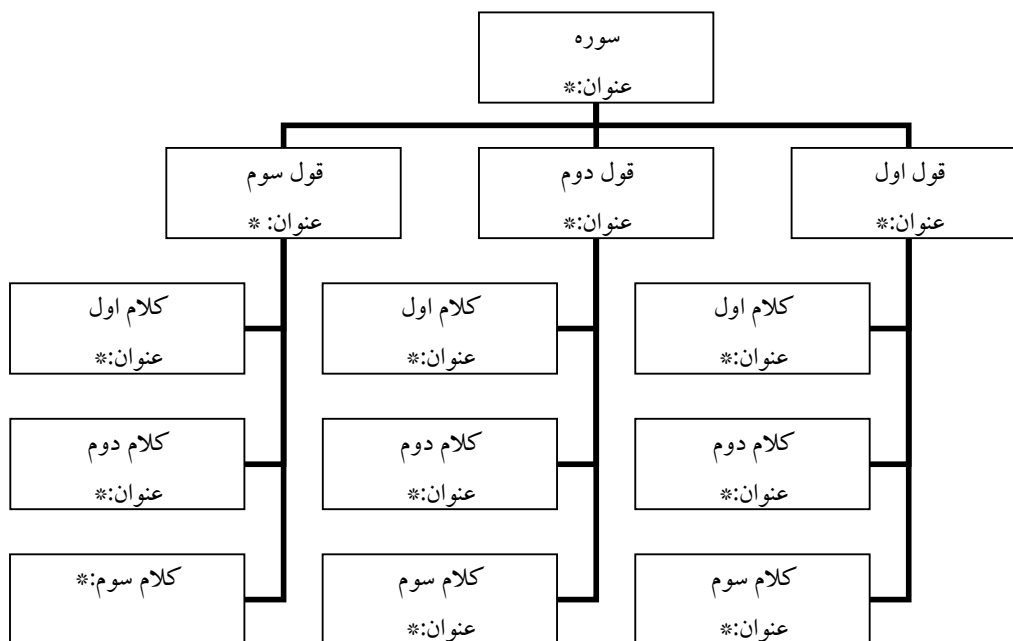 سوره
عنوان:*
قول اول
عنوان:*
قول دوم
عنوان:*
قول سوم
عنوان: *
کلام اول
عنوان:*
کلام اول
عنوان:*
کلام اول
عنوان:*
کلام دوم
عنوان:*
کلام دوم
عنوان:*
کلام دوم
عنوان:*
کلام سوم
عنوان:*
کلام سوم
عنوان:*
کلام سوم:*